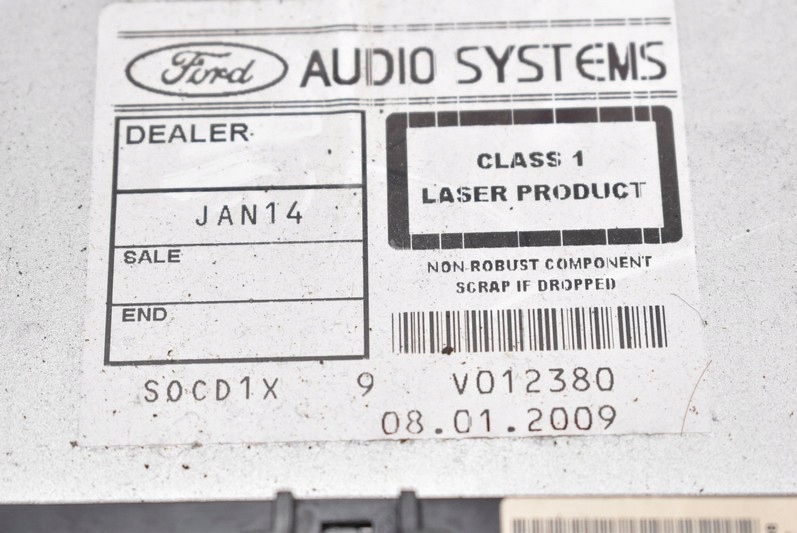 Ford AUDIO SYSTEMS
DEALER
JAN14
SALE
END
CLASS 1
LASER PRODUCT
NON-ROBUST COMPONENT
SCRAP IF DROPPED
S0CD1X 9 V012380
08.01.2009